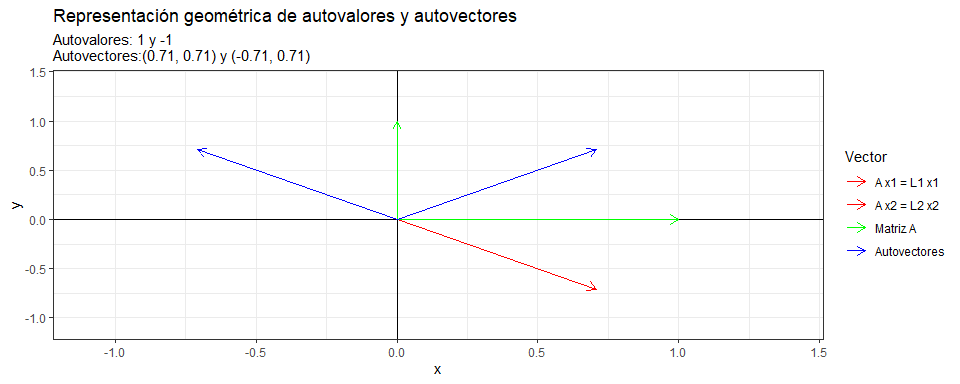 Representación geométrica de autovalores y autovectores
Autovalores: 1 y -1
Autovectores:(0.71, 0.71) y (-0.71, 0.71)
1.5
1.0
0.5
0.0
-0.5
-1.0
y
-1.0
-0.5
0.0
0.5
1.0
1.5
x
Vector
A x1 = L1 x1
A x2 = L2 x2
Matriz A
Autovectores